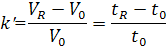 k'= (V_R − V_0) / V_0 = (t_R − t_0) / t_0